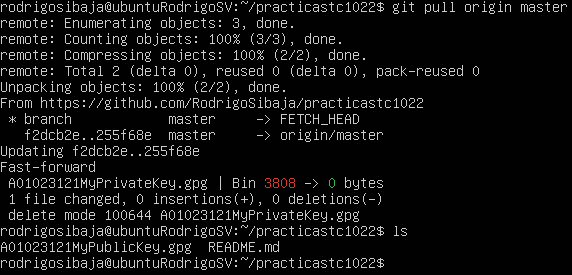 rodrigosibaja@ubuntuRodrigoSV:~/practicastc1022$ git pull origin master
remote: Enumerating objects: 3, done.
remote: Counting objects: 100% (3/3), done.
remote: Compressing objects: 100% (2/2), done.
remote: Total 2 (delta 0), reused 0 (delta 0), pack-reused 0
Unpacking objects: 100% (2/2), done.
From https://github.com/RodrigoSibaja/practicastc1022
 * branch            master     -> FETCH_HEAD
   f2dcb2e..255f68e  master     -> origin/master
Updating f2dcb2e..255f68e
Fast-forward
 A01023121MyPrivateKey.gpg | Bin 3808 -> 0 bytes
 1 file changed, 0 insertions(+), 0 deletions(-)
 delete mode 100644 A01023121MyPrivateKey.gpg
rodrigosibaja@ubuntuRodrigoSV:~/practicastc1022$ ls
A01023121MyPublicKey.gpg  README.md
rodrigosibaja@ubuntuRodrigoSV:~/practicastc1022$